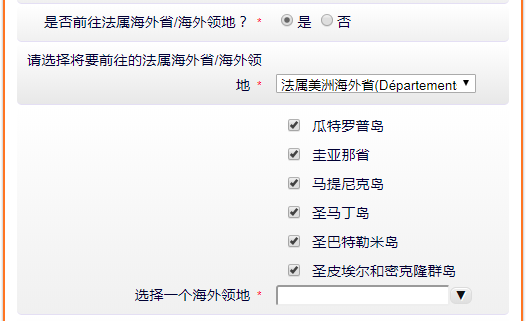 是否前往法属海外省/海外领地？ * 是 否
请选择将要前往的法属海外省/海外领
地 * 法属美洲海外省(Département
瓜特罗普岛
圭亚那省
马提尼克岛
圣马丁岛
圣巴特勒米岛
圣皮埃尔和密克隆群岛
选择一个海外领地 *